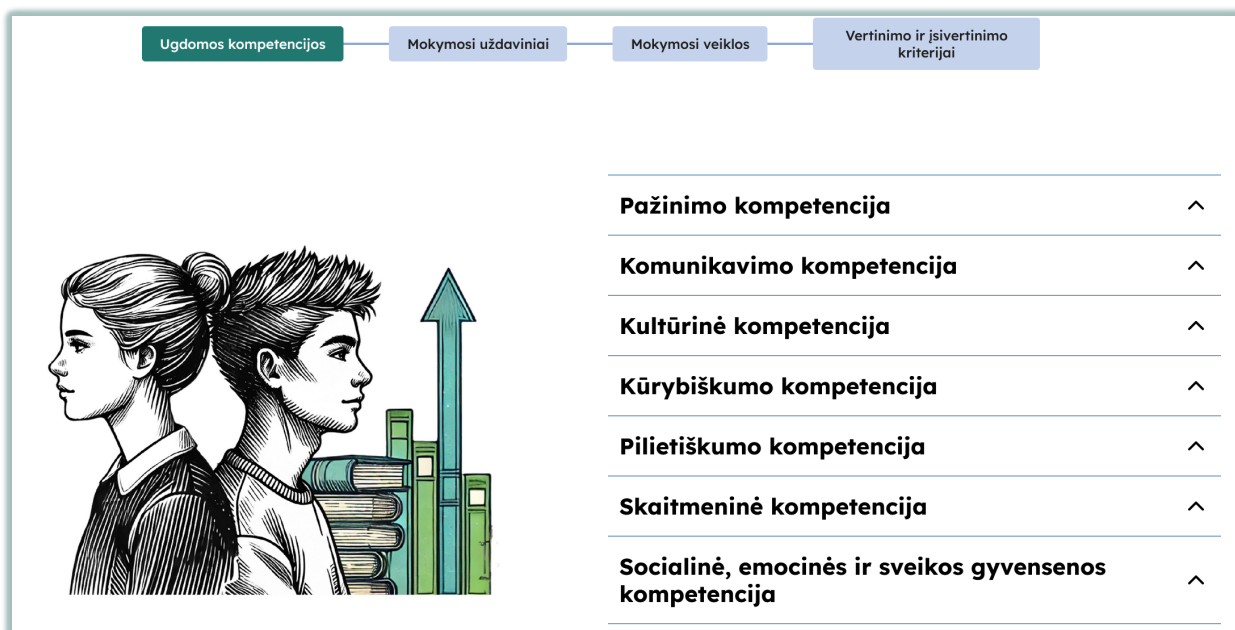 Ugdomos kompetencijos
Mokymosi uždaviniai
Mokymosi veiklos
Vertinimo ir įsivertinimo
kriterijai
Pažinimo kompetencija
Komunikavimo kompetencija
Kultūrinė kompetencija
Kūrybiškumo kompetencija
Pilietiškumo kompetencija
Skaitmeninė kompetencija
Socialinė, emocinės ir sveikos gyvensenos
kompetencija